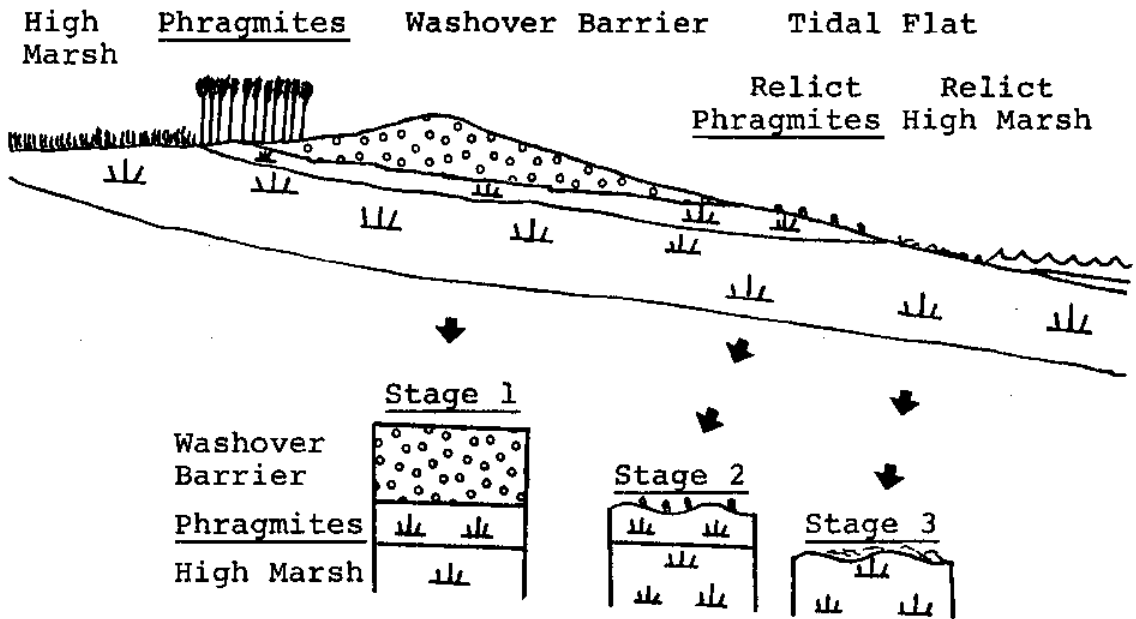 High Phragmites Washover Barrier Tidal Flat
Marsh
Relict Relict
Phragmites High Marsh
Stage 1
Washover
Barrier
Phragmites
High Marsh
Stage 2
Stage 3